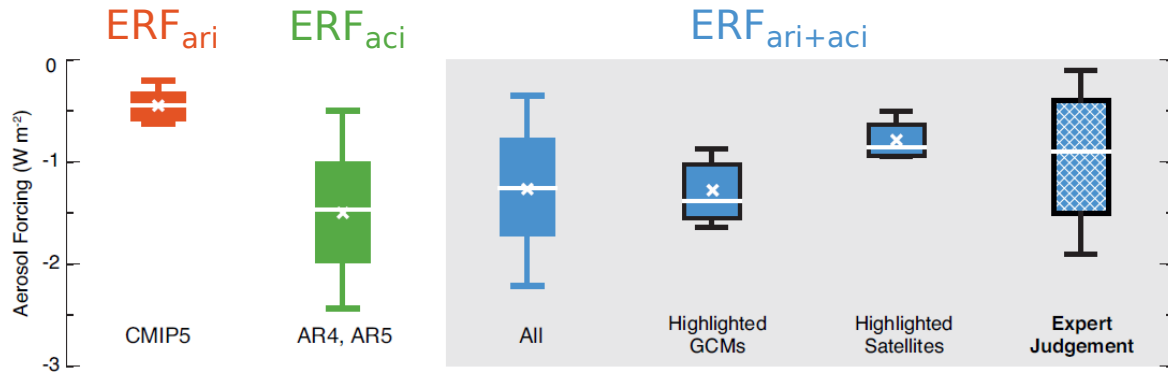 ERFari
ERFaci
ERFari+aci
0
-1
-2
-3
Aerosol Forcing (W m-2)
CMIP5
AR4, AR5
All
Highlighted
GCMs
Highlighted
Satellites
Expert
Judgement